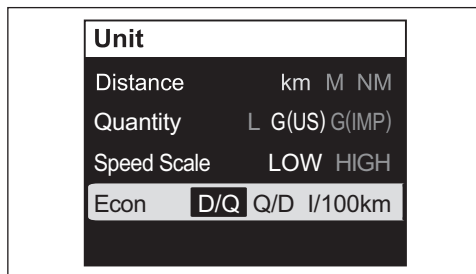 Unit
Distance km M NM
Quantity L G(US) G(IMP)
Speed Scale LOW HIGH
Econ D/Q Q/D l/100km